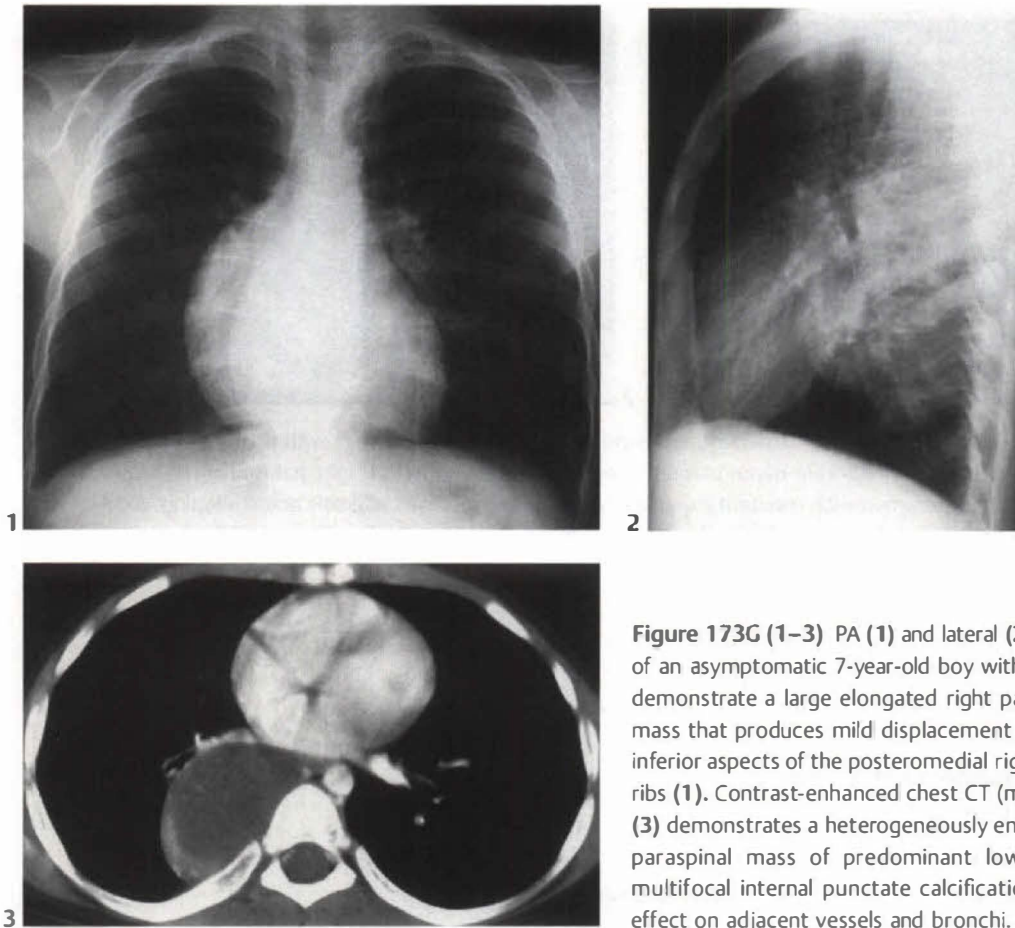 1
2
3
Figure 173G (1–3) PA (1) and lateral (2
of an asymptomatic 7-year-old boy with
demonstrate a large elongated right pa
mass that produces mild displacement
inferior aspects of the posteromedial rig
ribs (1). Contrast-enhanced chest CT (m
(3) demonstrates a heterogeneously en
paraspinal mass of predominant low
multifocal internal punctate calcificatio
effect on adjacent vessels and bronchi.